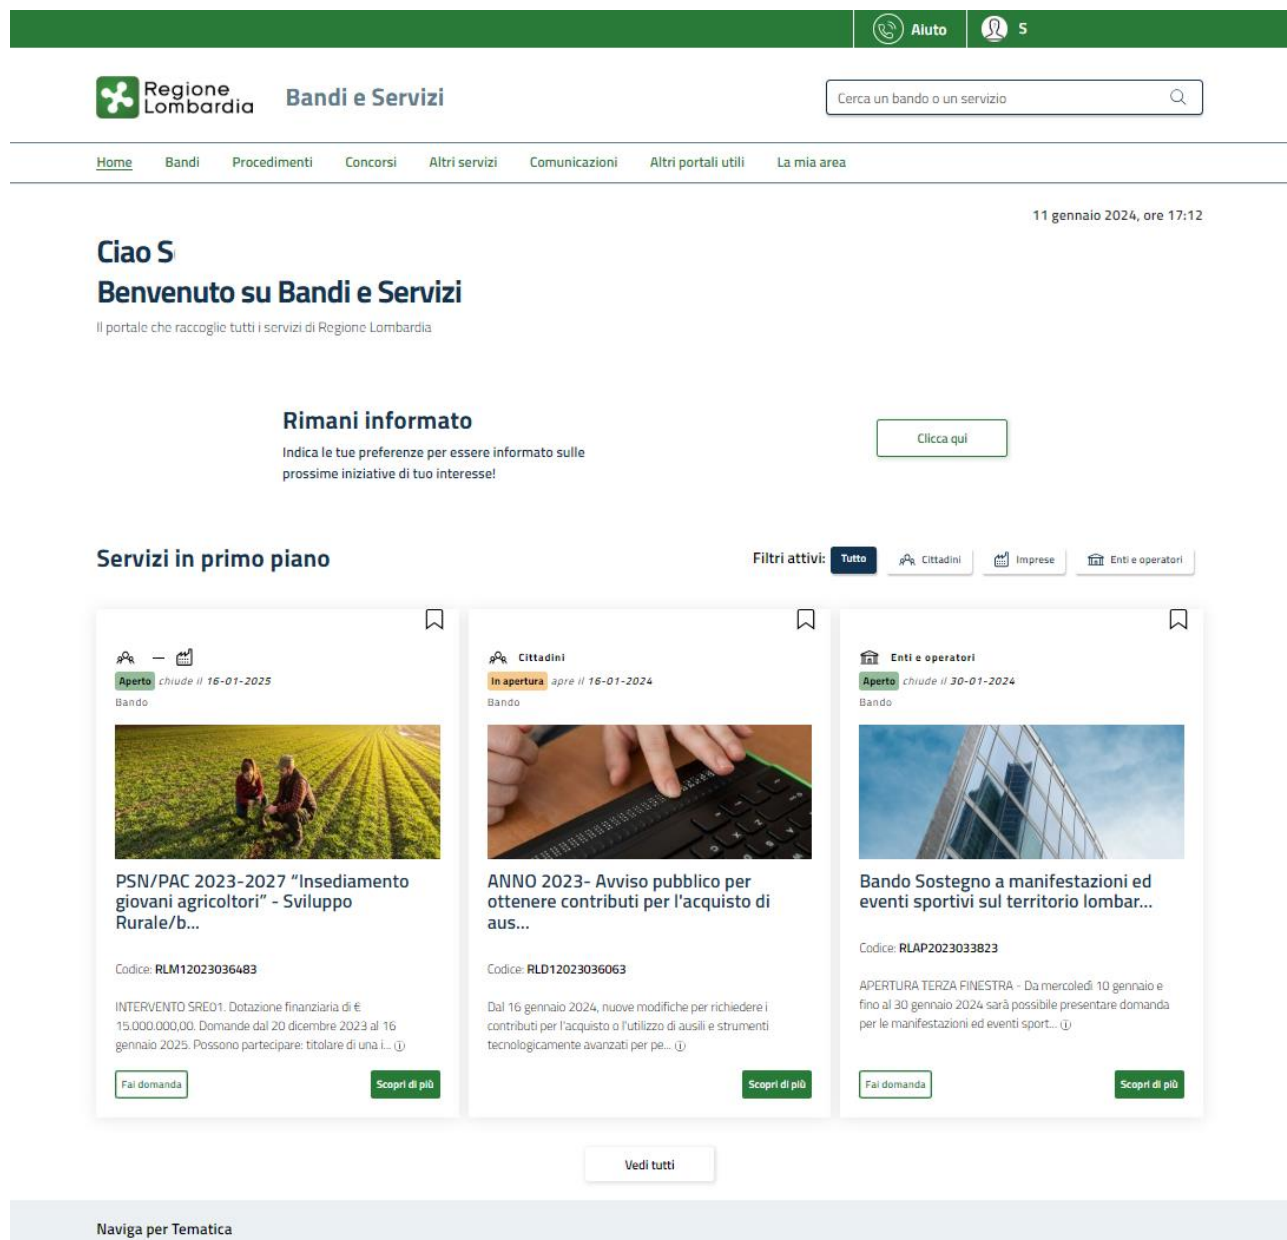 Aiuto
S
Regione
Lombardia
Bandi e Servizi
Cerca un bando o un servizio
Home Bandi Procedimenti Concorsi Altri servizi Comunicazioni Altri portali utili La mia area
11 gennaio 2024, ore 17:12
Ciao S
Benvenuto su Bandi e Servizi
Il portale che raccoglie tutti i servizi di Regione Lombardia
Rimani informato
Indica le tue preferenze per essere informato sulle
prossime iniziative di tuo interesse!
Clicca qui
Servizi in primo piano
Filtri attivi: Tutto Cittadini Imprese Enti e operatori
Aperto chiude il 16-01-2025
Bando
PSN/PAC 2023-2027 “Insediamento
giovani agricoltori” - Sviluppo
Rurale/b...
Codice: RLM12023036483
INTERVENTO SRE01. Dotazione finanziaria di €
15.000.000,00. Domande dal 20 dicembre 2023 al 16
gennaio 2025. Possono partecipare: titolare di una i...
Fai domanda
Scopri di più
Cittadini
In apertura apre il 16-01-2024
Bando
ANNO 2023- Avviso pubblico per
ottenere contributi per l'acquisto di
aus...
Codice: RLD12023036063
Dal 16 gennaio 2024, nuove modifiche per richiedere i
contributi per l'acquisto o l'utilizzo di ausili e strumenti
tecnologicamente avanzati per pe...
Scopri di più
Enti e operatori
Aperto chiude il 30-01-2024
Bando
Bando Sostegno a manifestazioni ed
eventi sportivi sul territorio lombar...
Codice: RLAP2023033823
APERTURA TERZA FINESTRA - Da mercoledì 10 gennaio e
fino al 30 gennaio 2024 sarà possibile presentare domanda
per le manifestazioni ed eventi sport...
Fai domanda
Scopri di più
Vedi tutti
Naviga per Tematica